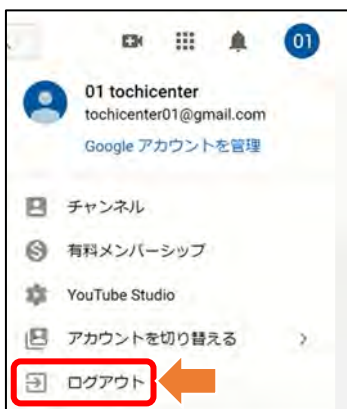 01
01 tochicenter
tochicenter01@gmail.com
Google アカウントを管理
チャンネル
有料メンバーシップ
YouTube Studio
アカウントを切り替える
ログアウト